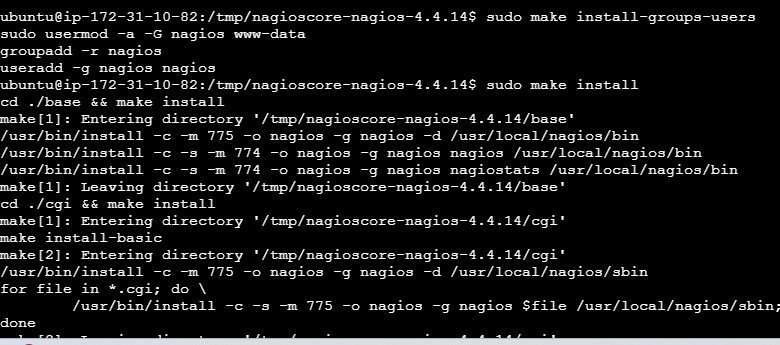 ubuntu@ip-172-31-10-82:/tmp/nagioscore-nagios-4.4.14$ sudo make install-groups-users
sudo usermod -a -G nagios www-data
groupadd -r nagios
useradd -g nagios nagios
ubuntu@ip-172-31-10-82:/tmp/nagioscore-nagios-4.4.14$ sudo make install
cd ./base && make install
make[1]: Entering directory '/tmp/nagioscore-nagios-4.4.14/base'
/usr/bin/install -c -m 775 -o nagios -g nagios -d /usr/local/nagios/bin
/usr/bin/install -c -s -m 774 -o nagios -g nagios nagios /usr/local/nagios/bin
/usr/bin/install -c -s -m 774 -o nagios -g nagios nagiostats /usr/local/nagios/bin
make[1]: Leaving directory '/tmp/nagioscore-nagios-4.4.14/base'
cd ./cgi && make install
make[1]: Entering directory '/tmp/nagioscore-nagios-4.4.14/cgi'
make install-basic
make[2]: Entering directory '/tmp/nagioscore-nagios-4.4.14/cgi'
/usr/bin/install -c -m 775 -o nagios -g nagios -d /usr/local/nagios/sbin
for file in *.cgi; do \
        /usr/bin/install -c -s -m 775 -o nagios -g nagios $file /usr/local/nagios/sbin;
done